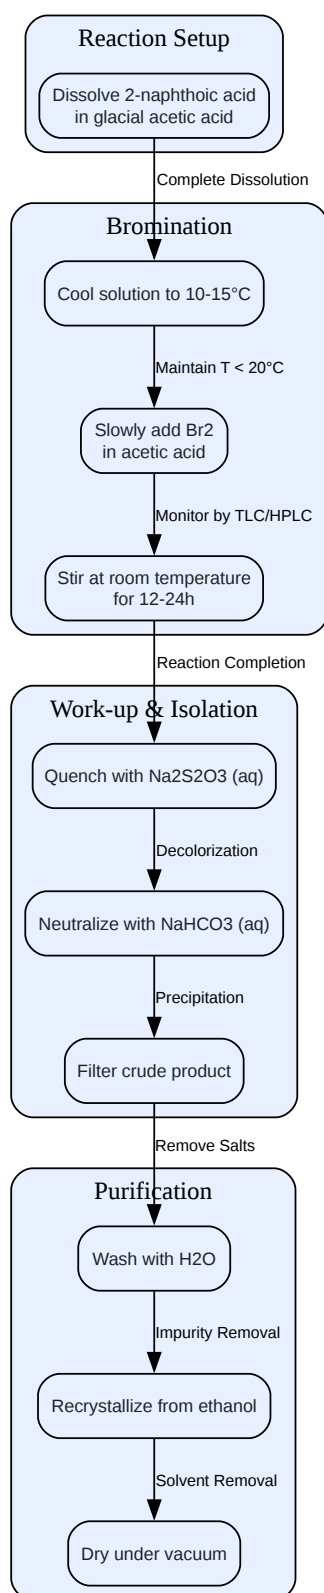 Reaction Setup
Dissolve 2-naphthoic acid
in glacial acetic acid
Complete Dissolution
Bromination
Cool solution to 10-15°C
Maintain T < 20°C
Slowly add Br2
in acetic acid
Monitor by TLC/HPLC
Stir at room temperature
for 12-24h
Reaction Completion
Work-up & Isolation
Quench with Na2S2O3 (aq)
Decolorization
Neutralize with NaHCO3 (aq)
Precipitation
Filter crude product
Remove Salts
Purification
Wash with H2O
Impurity Removal
Recrystallize from ethanol
Solvent Removal
Dry under vacuum